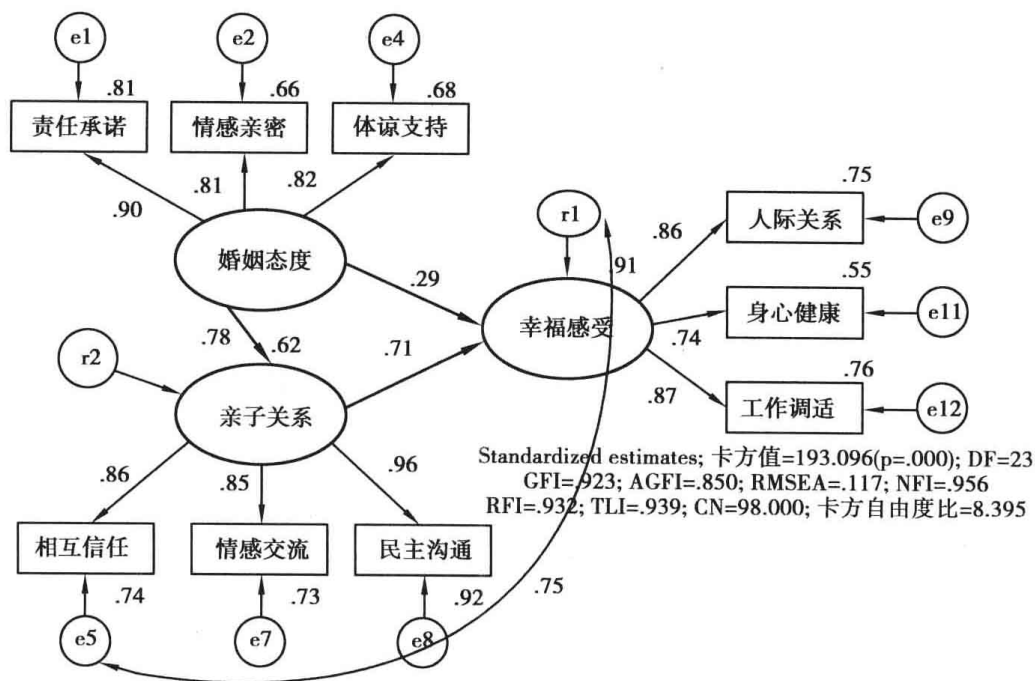 e1
e2
e4
.81
.66
.68
责任承诺
情感亲密
体谅支持
.90
.81
.82
婚姻态度
r1
.75
人际关系
e9
.86
.91
.29
.55
幸福感受
身心健康
e11
.74
.78
.62
.71
r2
亲子关系
.87
.76
工作调适
e12
.86
.85
.96
Standardized estimates; 卡方值=193.096(p=.000); DF=23
GFI=.923; AGFI=.850; RMSEA=.117; NFI=.956
RFI=.932; TLI=.939; CN=98.000; 卡方自由度比=8.395
相互信任
情感交流
民主沟通
.74
.73
.92
.75
e5
e7
e8